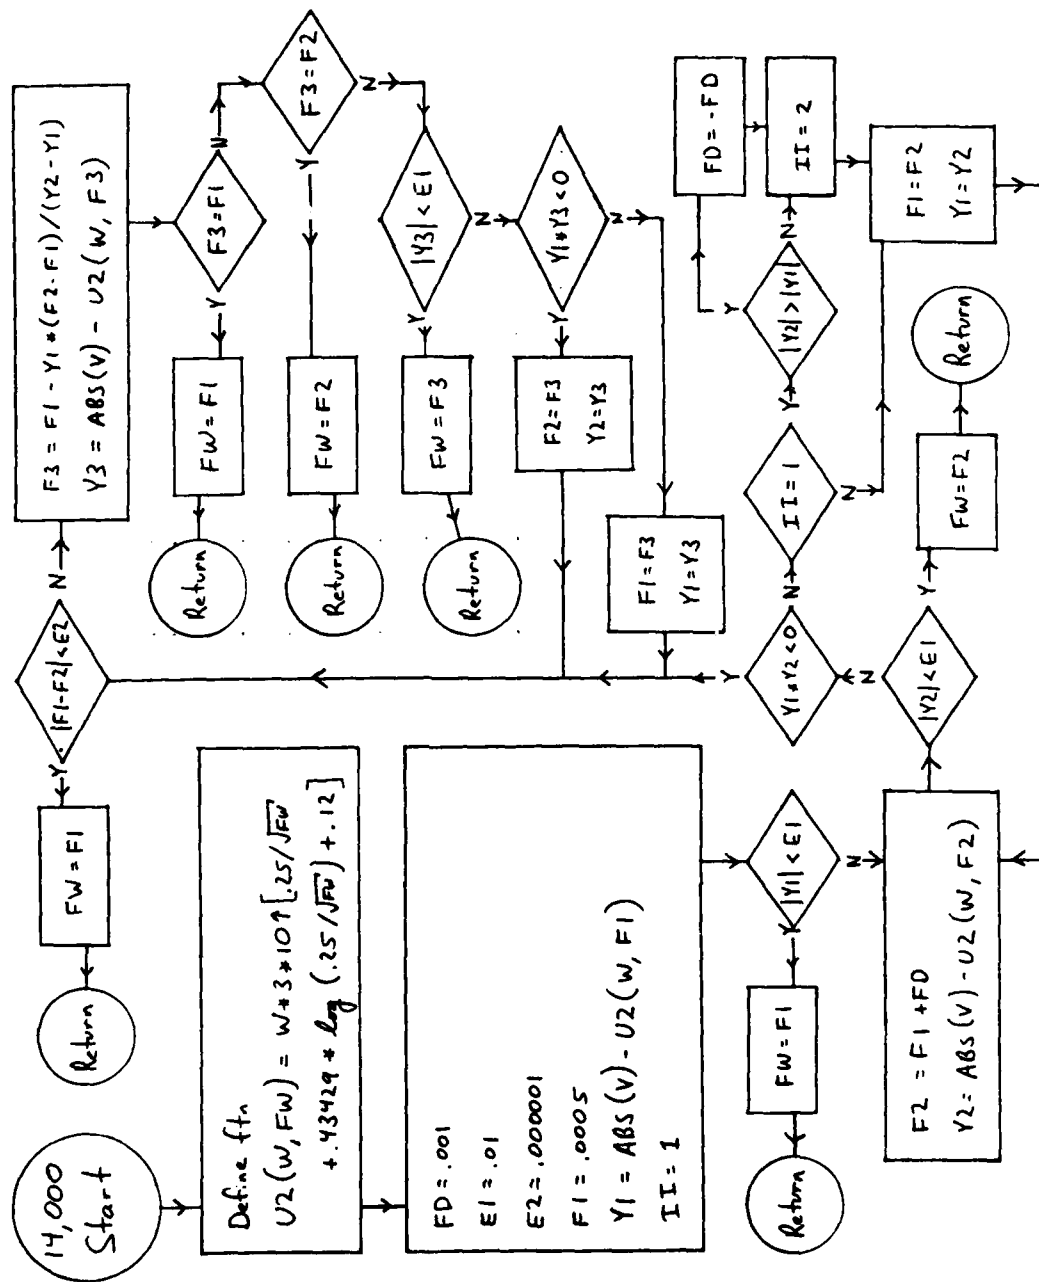 14,000
Start
Define ftn
U2(W,FW) = W*3*10↑[.25/√FW
+.43429 * log (.25/√FW) +.12]
FD=.001
E1=.01
E2=.000001
F1=.0005
Y1 = ABS(V) - U2(W,F1)
II=1
|Y1|<E1
Y
N
FW=F1
Return
F2 = F1+FD
Y2= ABS(V)-U2(W,F2)
|Y2|<E1
Y
N
FW=F2
Return
Y1*Y2<0
Y
N
II=1
Y
N
|Y2|>|Y1|
Y
N
FD=-FD
II=2
F1=F2
Y1=Y2
|F1-F2|<E2
Y
N
FW=F1
Return
F3 = F1 - Y1*(F2-F1)/(Y2-Y1)
Y3 = ABS(V) - U2(W,F3)
F3=F1
Y
N
FW=F1
Return
F3=F2
Y
N
FW=F2
Return
|Y3|<E1
Y
N
FW=F3
Return
Y1*Y3<0
Y
N
F2=F3
Y2=Y3
F1=F3
Y1=Y3